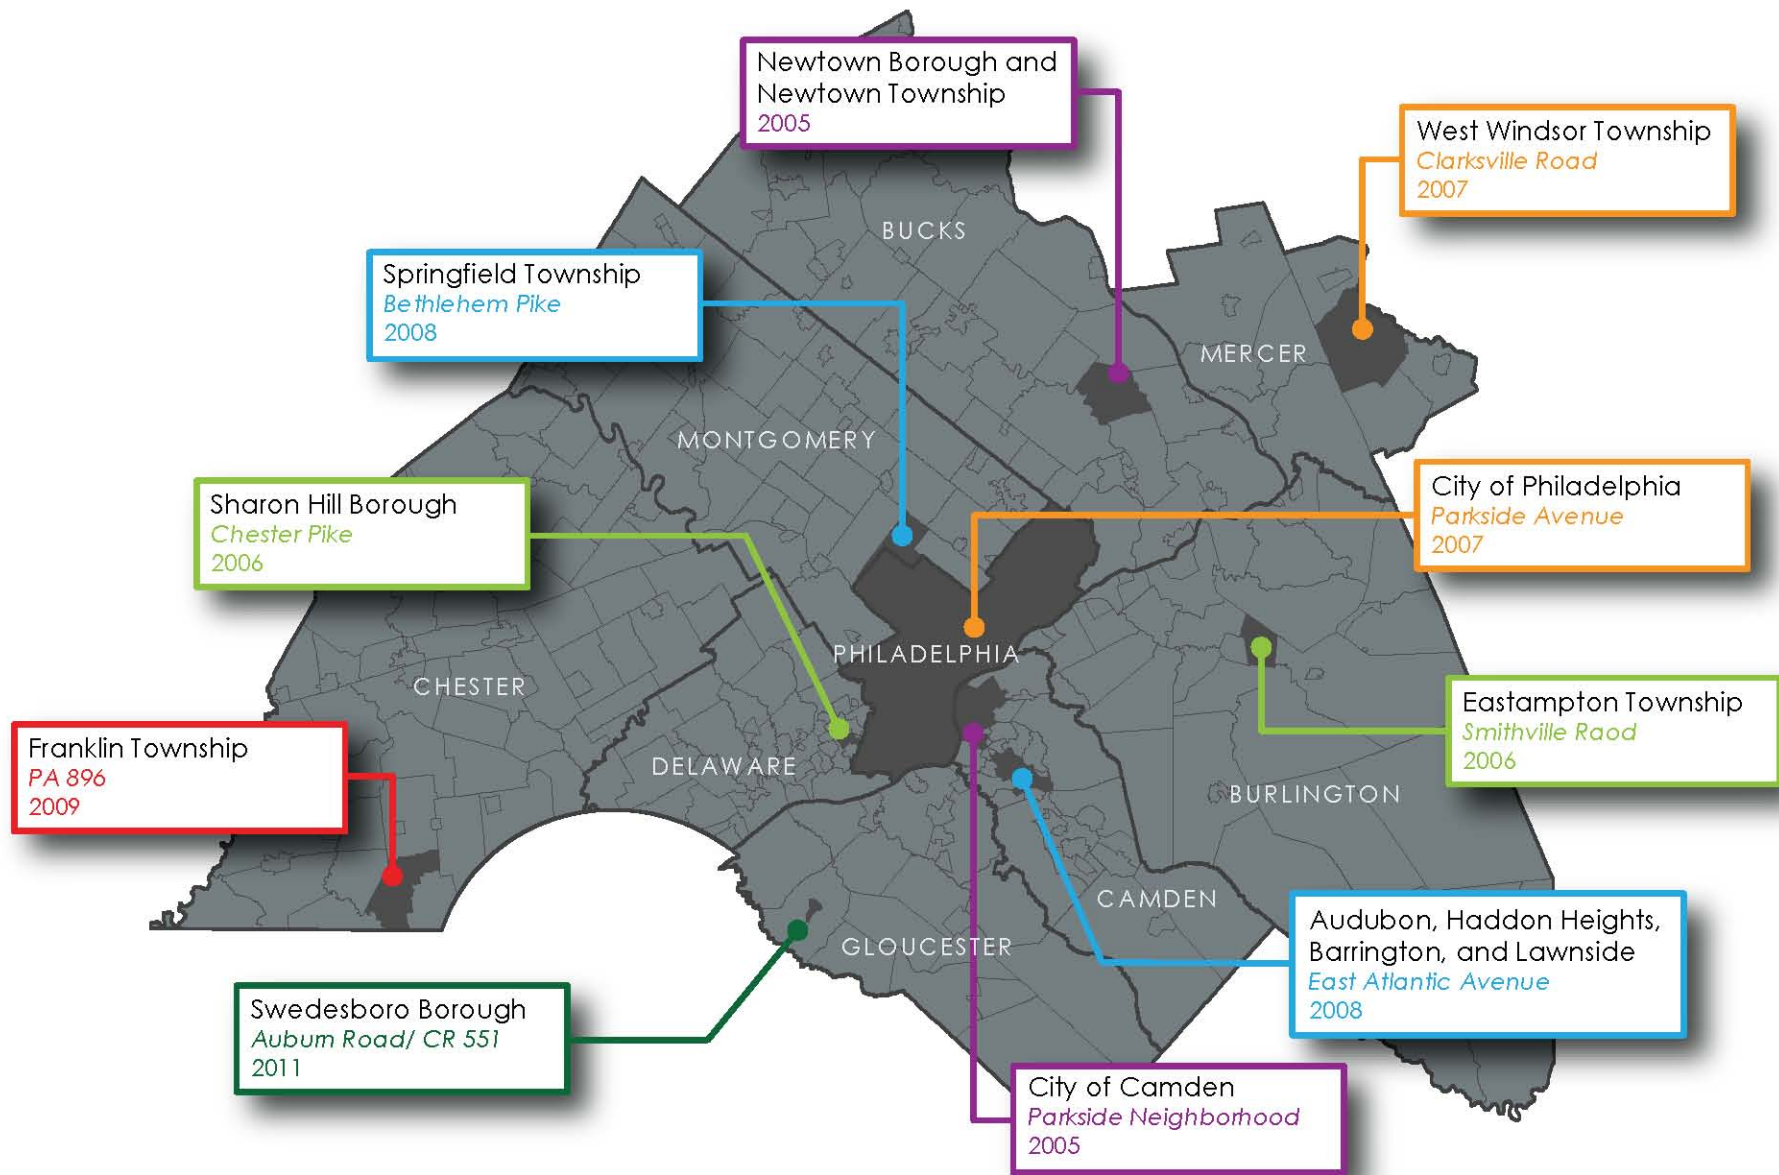 Newtown Borough and
Newtown Township
2005
West Windsor Township
Clarksville Road
2007
BUCKS
Springfield Township
Bethlehem Pike
2008
MERCER
MONTGOMERY
Sharon Hill Borough
Chester Pike
2006
City of Philadelphia
Parkside Avenue
2007
PHILADELPHIA
CHESTER
Eastampton Township
Smithville Raod
2006
Franklin Township
PA 896
2009
DELAWARE
BURLINGTON
CAMDEN
GLOUCESTER
Audubon, Haddon Heights,
Barrington, and Lawnside
East Atlantic Avenue
2008
Swedesboro Borough
Auburn Road/ CR 551
2011
City of Camden
Parkside Neighborhood
2005